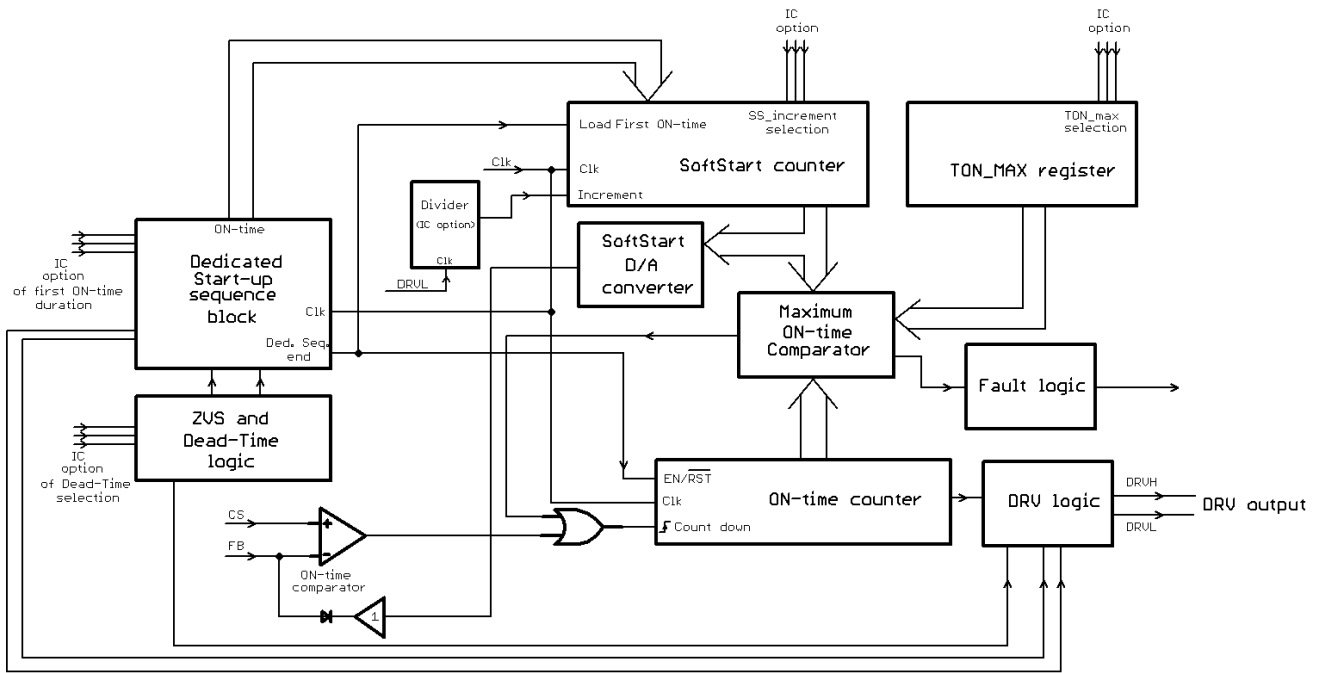 IC
option
IC
option
Load First ON-time
SS_increment
selection
TON_max
selection
Clk
Clk
SoftStart counter
TON_MAX register
Divider
(IC option)
Clk
Increment
DRVL
ON-time
Dedicated
Start-up
sequence
block
Clk
Ded. Seq.
end
IC
option
of first ON-time
duration
SoftStart
D/A
converter
Maximum
ON-time
Comparator
Fault logic
ZVS and
Dead-Time
logic
IC
option
of Dead-Time
selection
EN/RST
Clk
Count down
ON-time counter
DRV logic
DRVH
DRVL
DRV output
CS
FB
+
-
ON-time
comparator
1